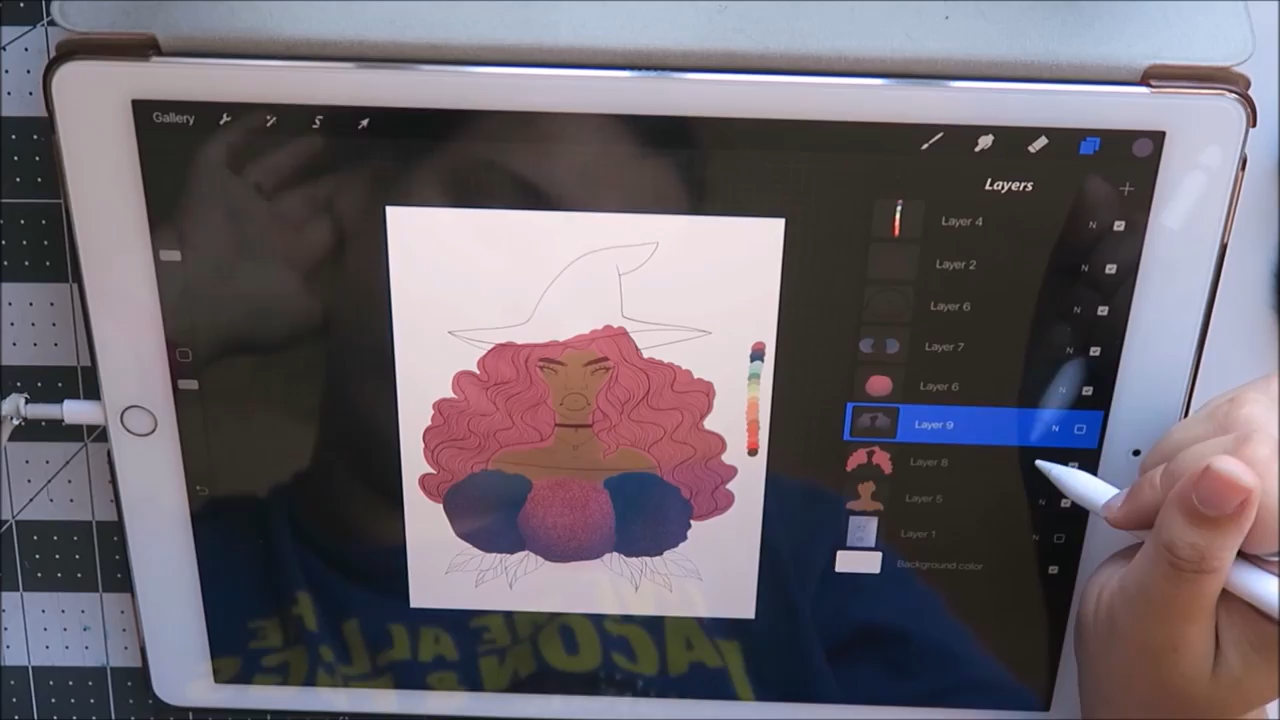 Gallery
Layers
Layer 4
N
Layer 2
N
Layer 6
N
Layer 7
N
Layer 6
N
Layer 9
N
Layer 8
Layer 5
N
Layer 1
N
Background color